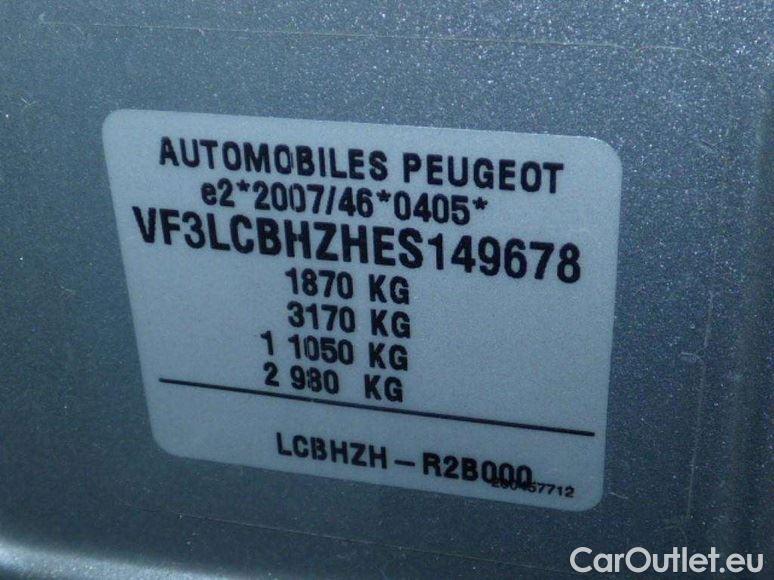 AUTOMOBILES PEUGEOT
e2*2007/46*0405*
VF3LCBHZHES149678
1870 KG
3170 KG
1 1050 KG
2 980 KG
LCBHZH – R2B000
CarOutlet.eu